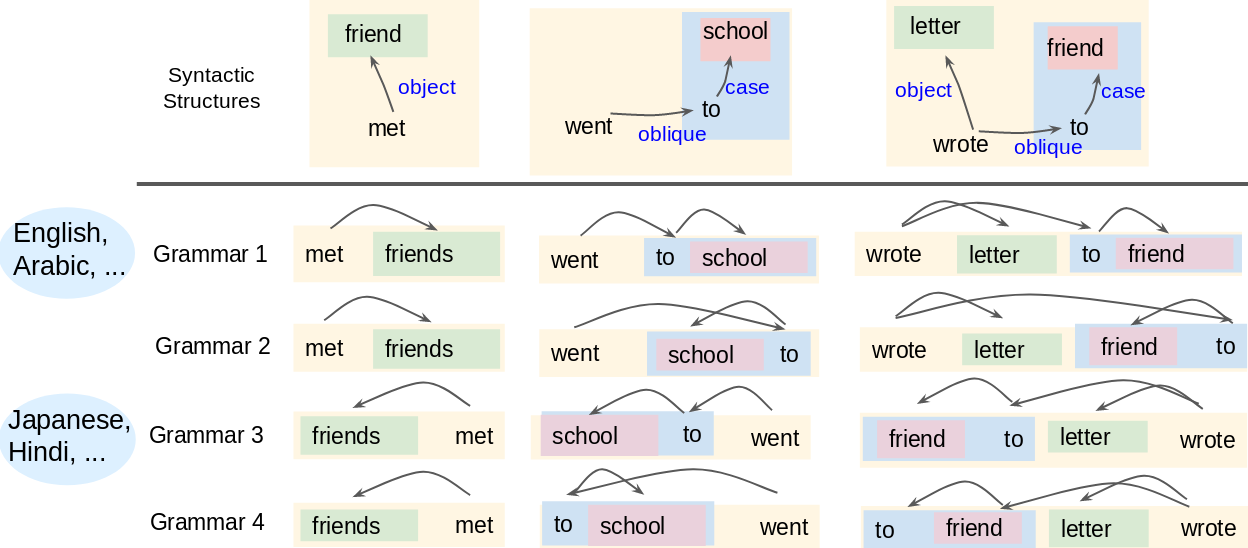 Syntactic
Structures
friend
object
met
school
case
to
went
oblique
letter
friend
object
case
to
wrote
oblique
English,
Arabic, ...
Grammar 1
met friends
went to school
wrote letter to friend
Grammar 2
met friends
went school to
wrote letter friend to
Japanese,
Hindi, ...
Grammar 3
friends met
school to went
friend to letter wrote
Grammar 4
friends met
to school went
to friend letter wrote